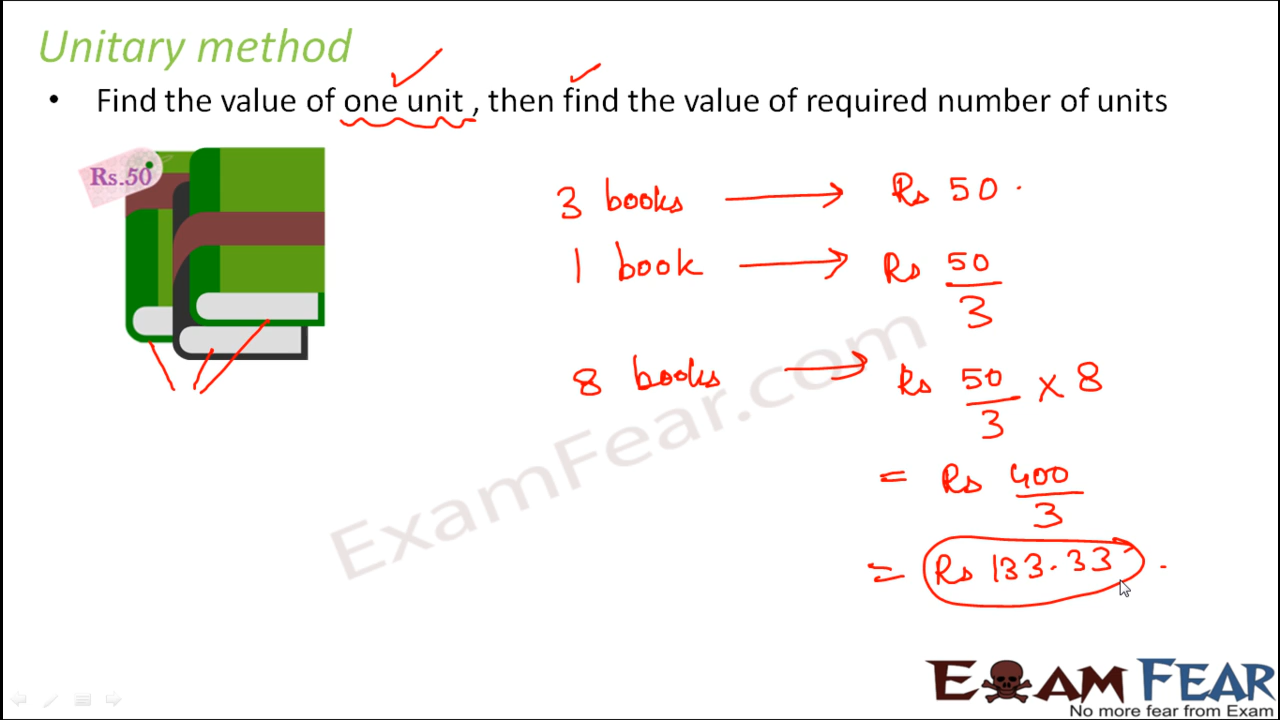 Unitary method
• Find the value of one unit, then find the value of required number of units
Rs.50
3 books → Rs 50.
1 book → Rs 50/3
8 books → Rs 50/3 × 8
= Rs 400/3
= Rs 133.33
ExamFear.com
EXAMFEAR
No more fear from Exam